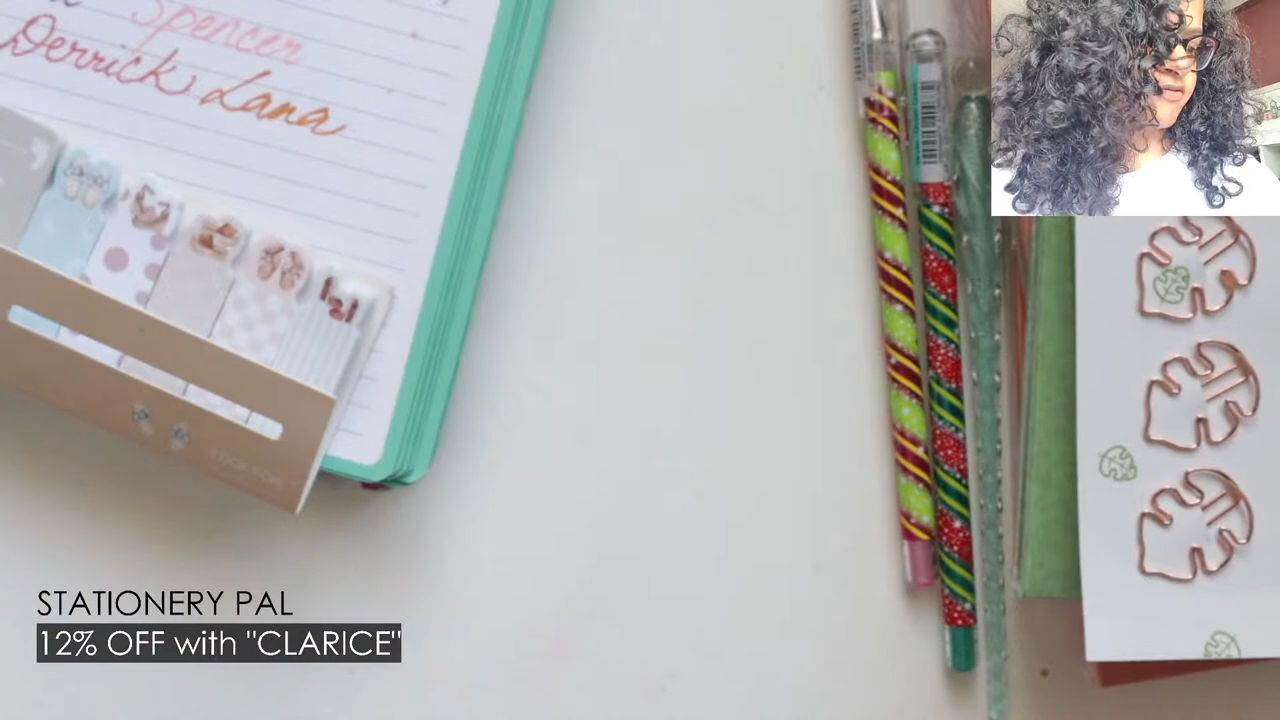 Spencer
Derrick Lana
STATIONERY PAL
12% OFF with "CLARICE"